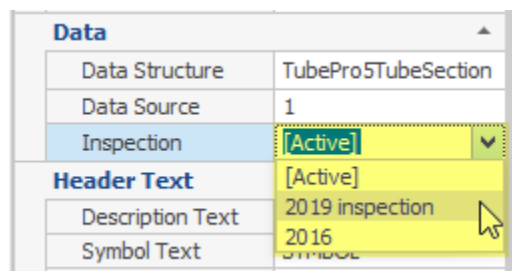 Data
Data Structure TubePro5TubeSection
Data Source 1
Inspection [Active]
[Active]
Header Text
2019 inspection
Description Text
2016
Symbol Text SYMBOL